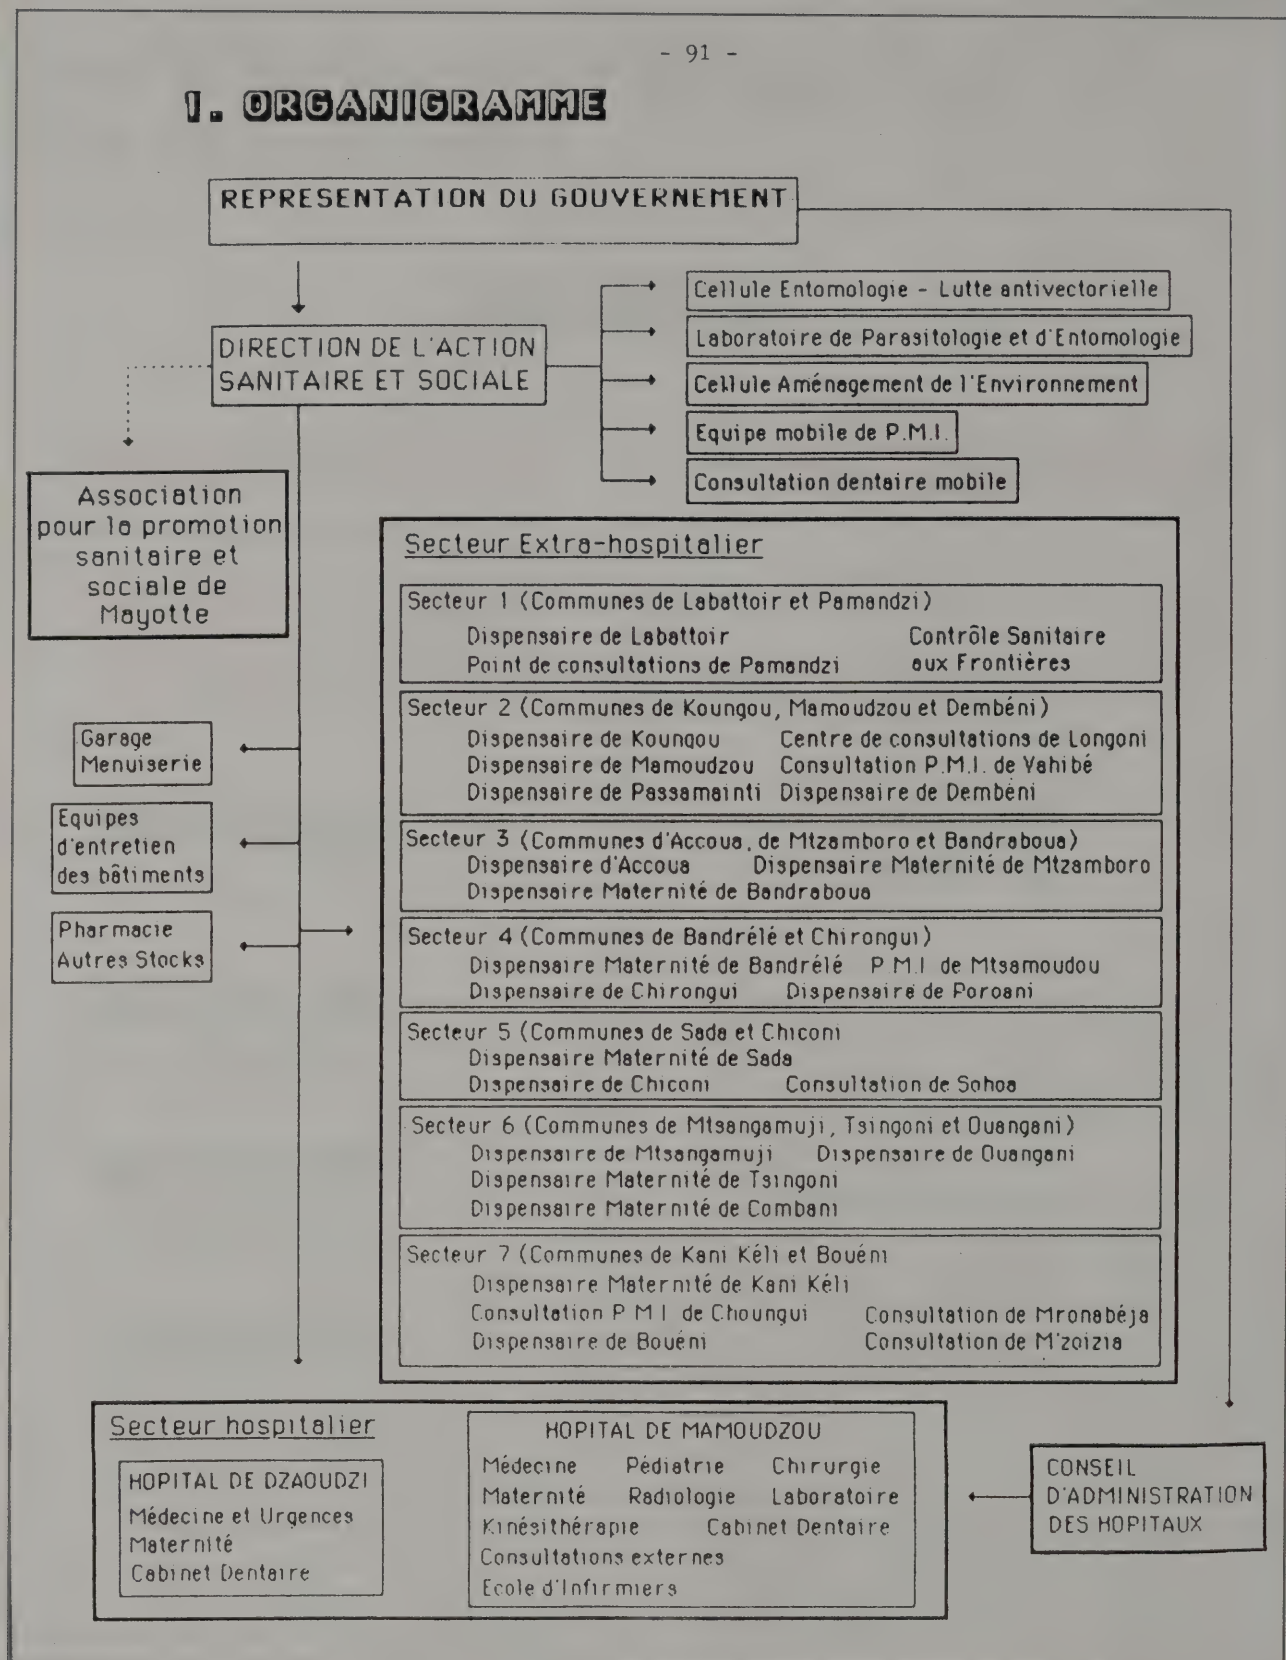 - 91 -
1. ORGANIGRAMME
REPRESENTATION DU GOUVERNEMENT
DIRECTION DE L'ACTION
SANITAIRE ET SOCIALE
Cellule Entomologie - Lutte antivectorielle
Laboratoire de Parasitologie et d'Entomologie
Cellule Aménagement de l'Environnement
Equipe mobile de P.M.I.
Consultation dentaire mobile
Association
pour la promotion
sanitaire et
sociale de
Mayotte
Garage
Menuiserie
Equipes
d'entretien
des bâtiments
Pharmacie
Autres Stocks
Secteur Extra-hospitalier
Secteur 1 (Communes de Labattoir et Pamandzi)
Dispensaire de Labattoir Contrôle Sanitaire
Point de consultations de Pamandzi aux Frontières
Secteur 2 (Communes de Koungou, Mamoudzou et Dembéni)
Dispensaire de Koungou Centre de consultations de Longoni
Dispensaire de Mamoudzou Consultation P.M.I. de Vahibé
Dispensaire de Passamainti Dispensaire de Dembéni
Secteur 3 (Communes d'Accoua, de Mtzamboro et Bandraboua)
Dispensaire d'Accoua Dispensaire Maternité de Mtzamboro
Dispensaire Maternité de Bandraboua
Secteur 4 (Communes de Bandrélé et Chirongui)
Dispensaire Maternité de Bandrélé P M.I de Mtsamoudou
Dispensaire de Chirongui Dispensaire de Poroani
Secteur 5 (Communes de Sada et Chiconi
Dispensaire Maternité de Sada
Dispensaire de Chiconi Consultation de Sohoa
Secteur 6 (Communes de Mtsangamuji, Tsingoni et Ouangani)
Dispensaire de Mtsangamuji Dispensaire de Ouangani
Dispensaire Maternité de Tsingoni
Dispensaire Maternité de Combani
Secteur 7 (Communes de Kani Kéli et Bouéni
Dispensaire Maternité de Kani Kéli
Consultation P M I de Choungui Consultation de Mronabéja
Dispensaire de Bouéni Consultation de M'zoizia
Secteur hospitalier
HOPITAL DE DZAOUDZI
Médecine et Urgences
Maternité
Cabinet Dentaire
HOPITAL DE MAMOUDZOU
Médecine Pédiatrie Chirurgie
Maternité Radiologie Laboratoire
Kinésithérapie Cabinet Dentaire
Consultations externes
Ecole d'Infirmiers
CONSEIL
D'ADMINISTRATION
DES HOPITAUX